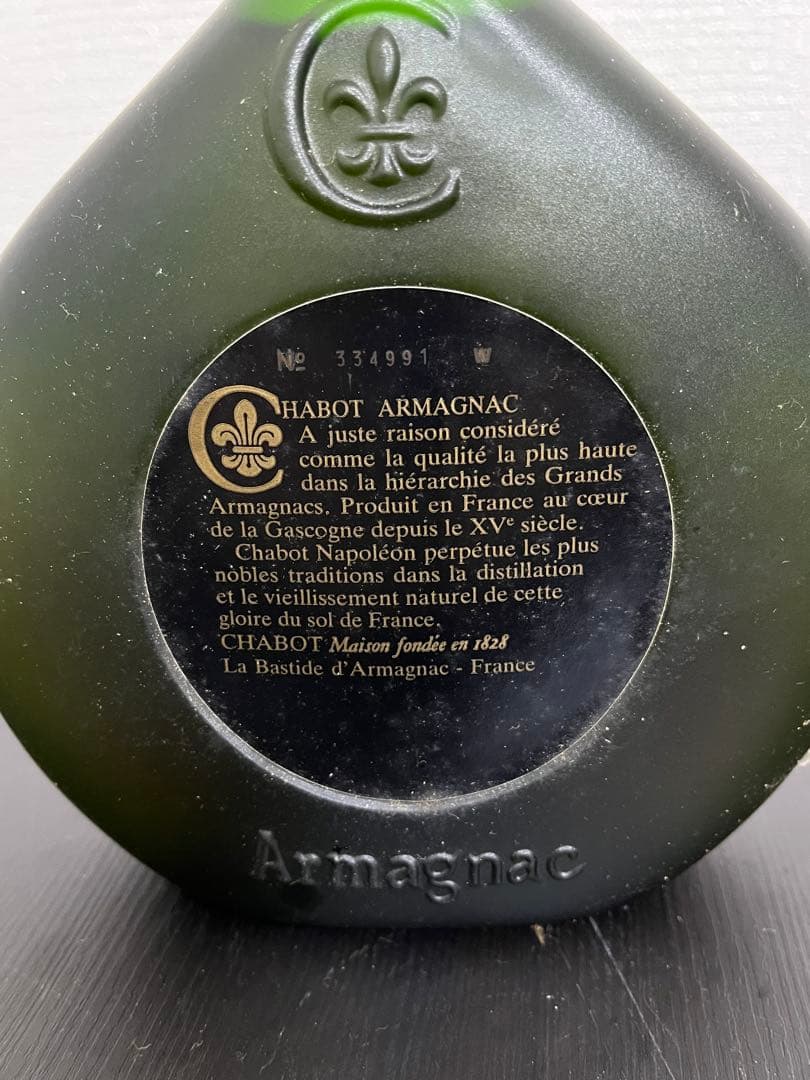 Nº 334991 W
CHABOT ARMAGNAC
A juste raison considéré
comme la qualité la plus haute
dans la hiérarchie des Grands
Armagnacs. Produit en France au cœur
de la Gascogne depuis le XVe siècle.
Chabot Napoléon perpétue les plus
nobles traditions dans la distillation
et le vieillissement naturel de cette
gloire du sol de France.
CHABOT Maison fondée en 1828
La Bastide d'Armagnac - France
Armagnac